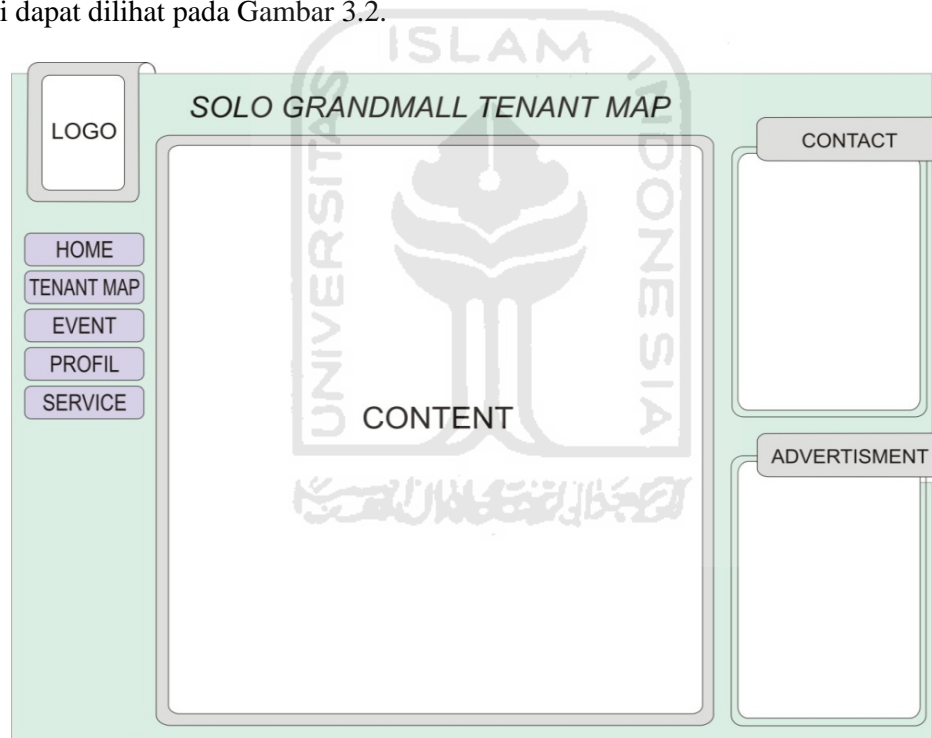 i dapat dilihat pada Gambar 3.2.
ISLAM
UNIVERSITAS
INDONESIA
LOGO
SOLO GRANDMALL TENANT MAP
CONTACT
HOME
TENANT MAP
EVENT
PROFIL
SERVICE
CONTENT
ADVERTISMENT